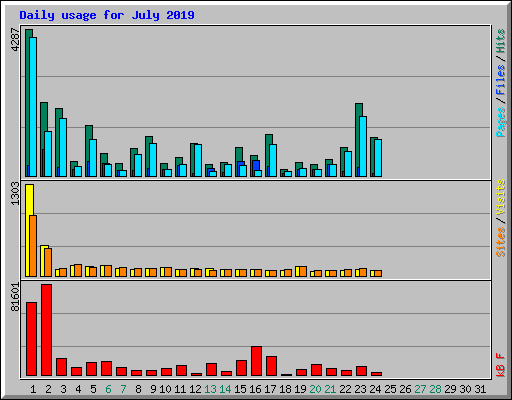 Daily usage for July 2019
4287
1303
81601
Pages / Files / Hits
Sites / Visits
kB F
1 2 3 4 5 6 7 8 9 10 11 12 13 14 15 16 17 18 19 20 21 22 23 24 25 26 27 28 29 30 31